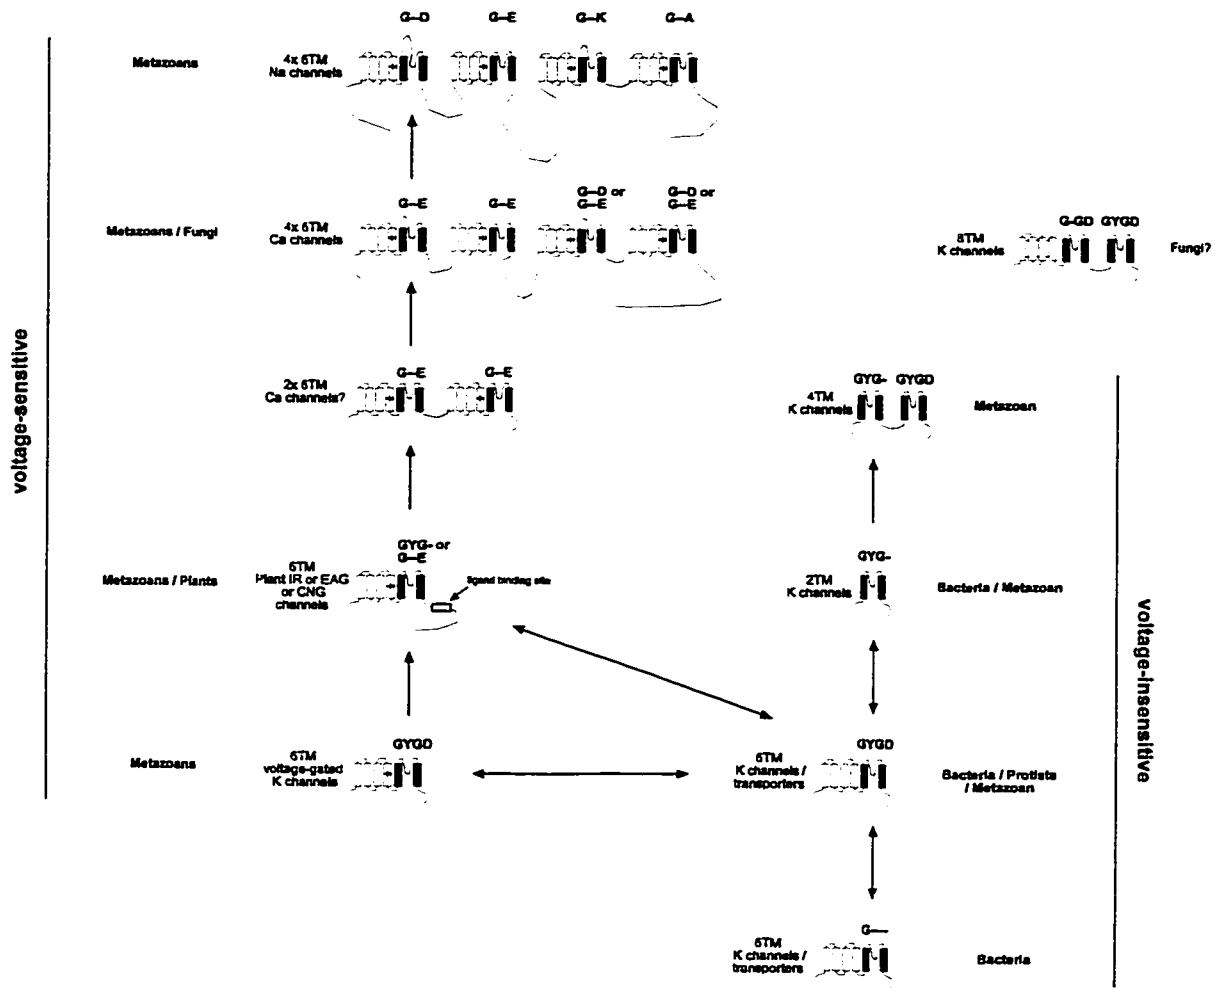 G–D G–E G–K G–A
Metazoans
4x 6TM
Na channels
G–E G–E G–D or
G–E G–D or
G–E
Metazoans / Fungi
4x 6TM
Ca channels
G-GD GYGD
8TM
K channels
Fungi?
voltage-sensitive
G–E G–E
2x 6TM
Ca channels?
GYG- GYGD
4TM
K channels
Metazoan
GYG- or
G–E
Metazoans / Plants
6TM
Plant IR or EAG
or CNG
channels
ligand binding site
GYG-
2TM
K channels
Bacteria / Metazoan
voltage-insensitive
GYGD
Metazoans
6TM
voltage-gated
K channels
GYGD
6TM
K channels /
transporters
Bacteria / Protists
/ Metazoan
G—
6TM
K channels /
transporters
Bacteria